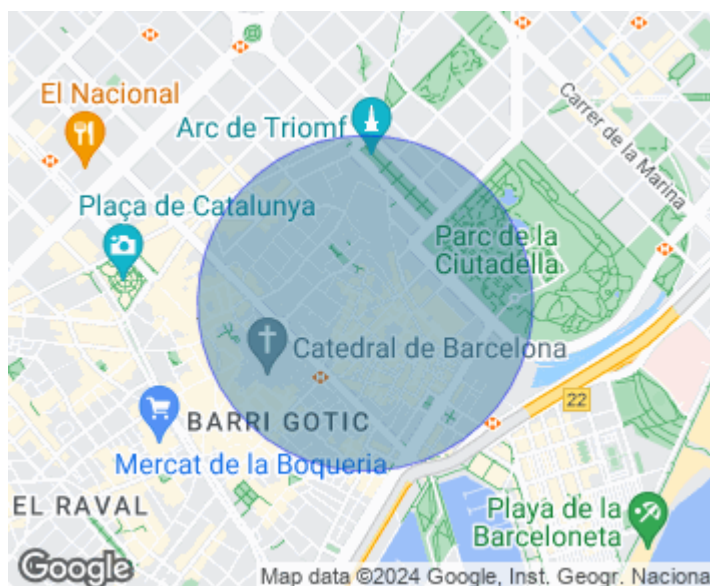 El Nacional
Arc de Triomf
Carrer de la Marina
Plaça de Catalunya
Parc de la
Ciutadella
Catedral de Barcelona
22
BARRI GOTIC
Mercat de la Boqueria
EL RAVAL
Playa de la
Barceloneta
Google
Map data ©2024 Google, Inst. Geogr. Naciona